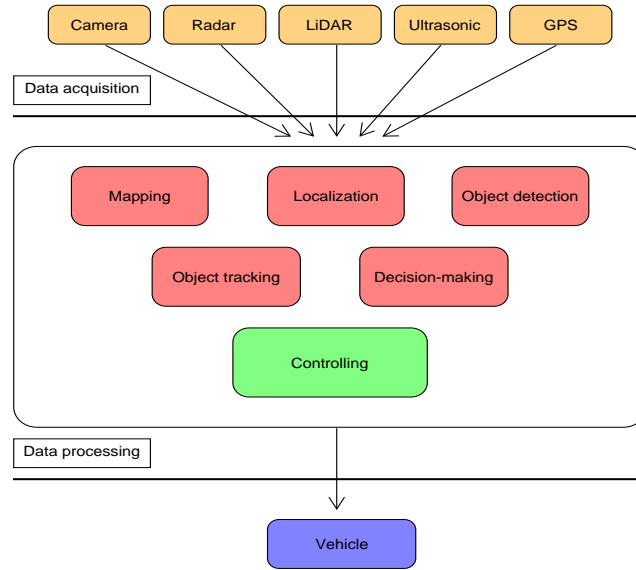 Camera
Radar
LiDAR
Ultrasonic
GPS
Data acquisition
Mapping
Localization
Object detection
Object tracking
Decision-making
Controlling
Data processing
Vehicle